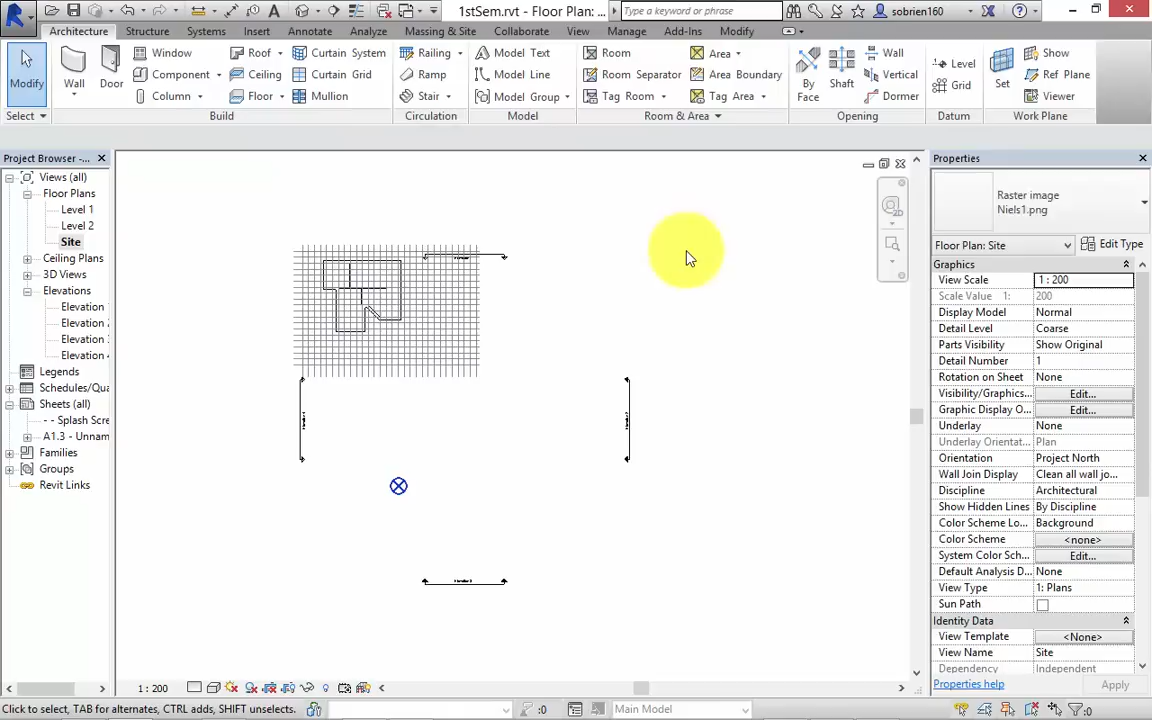 1stSem.rvt - Floor Plan: ...
Type a keyword or phrase
sobrien160
Architecture Structure Systems Insert Annotate Analyze Massing & Site Collaborate View Manage Add-Ins Modify
Modify
Wall
Door
Window
Component
Column
Roof
Ceiling
Floor
Curtain System
Curtain Grid
Mullion
Railing
Ramp
Stair
Model Text
Model Line
Model Group
Room
Room Separator
Tag Room
Area
Area Boundary
Tag Area
By
Face
Shaft
Wall
Vertical
Dormer
Level
Grid
Set
Show
Ref Plane
Viewer
Select
Build
Circulation
Model
Room & Area
Opening
Datum
Work Plane
Project Browser -...
Views (all)
Floor Plans
Level 1
Level 2
Site
Ceiling Plans
3D Views
Elevations
Elevation
Elevation
Elevation
Elevation
Legends
Schedules/Qua
Sheets (all)
- - Splash Scre
A1.3 - Unnam
Families
Groups
Revit Links
2D
Properties
Raster image
Niels1.png
Floor Plan: Site
Edit Type
Graphics
View Scale 1 : 200
Scale Value 1: 200
Display Model Normal
Detail Level Coarse
Parts Visibility Show Original
Detail Number 1
Rotation on Sheet None
Visibility/Graphics... Edit...
Graphic Display O... Edit...
Underlay None
Underlay Orientat... Plan
Orientation Project North
Wall Join Display Clean all wall jo...
Discipline Architectural
Show Hidden Lines By Discipline
Color Scheme Lo... Background
Color Scheme <none>
System Color Sch... Edit...
Default Analysis D... None
View Type 1: Plans
Sun Path
Identity Data
View Template <None>
View Name Site
Dependency Independent
Properties help
Apply
1 : 200
Click to select, TAB for alternates, CTRL adds, SHIFT unselects.
:0
Main Model
:0